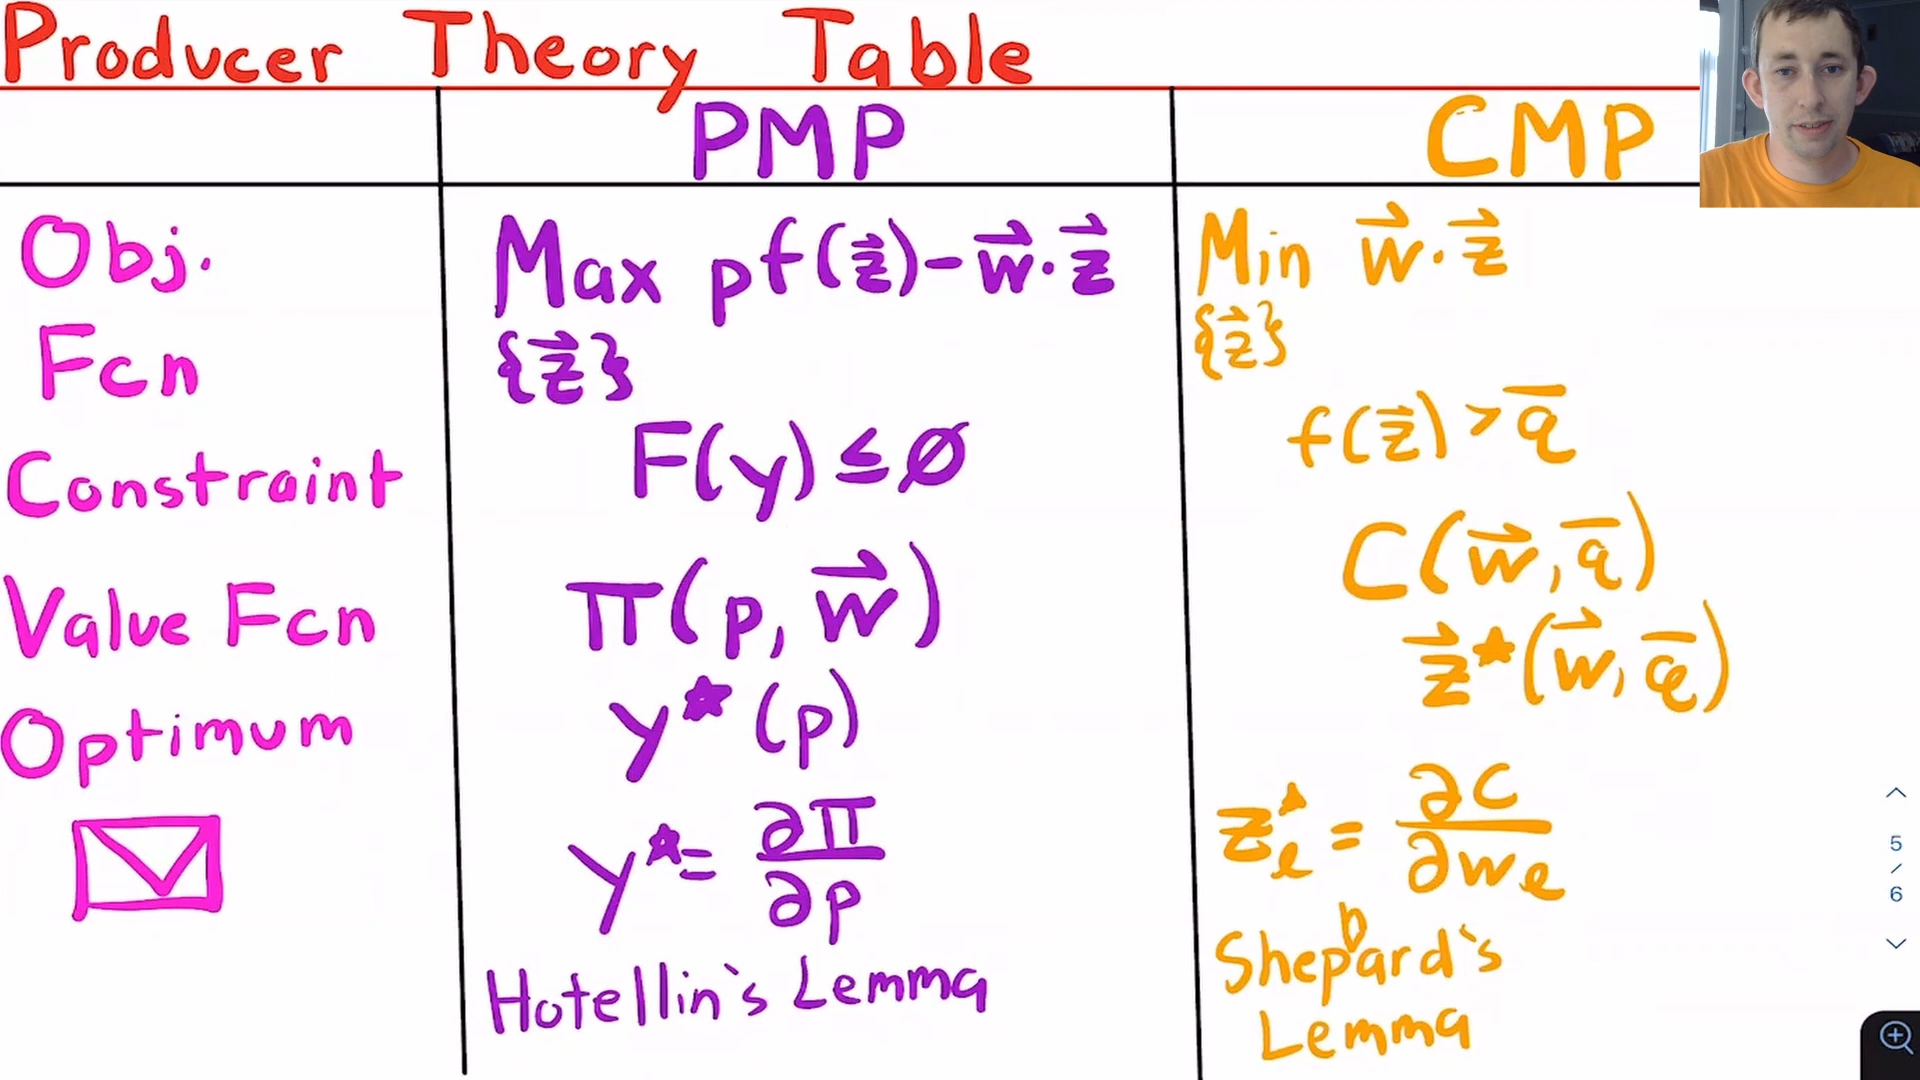 Producer Theory Table
PMP
CMP
Obj.
Fcn
Max pf(z⃗)-w⃗·z⃗
{z⃗}
Min w⃗·z⃗
{z⃗}
Constraint
F(y)≤∅
f(z⃗)>q̅
Value Fcn
π(p, w⃗)
C(w⃗, q̅)
Optimum
y*(p)
z⃗*(w⃗, q̅)
y*=∂π/∂p
zℓ*=∂C/∂wℓ
Hotellin's Lemma
Shephard's
Lemma
5
/
6